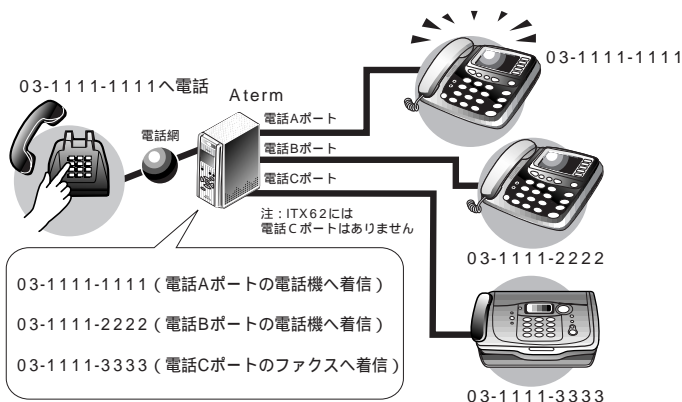 03-1111-1111へ電話
Aterm
電話網
電話Aポート
電話Bポート
電話Cポート
注：ITX62には
電話Cポートはありません
03-1111-1111
03-1111-2222
03-1111-3333
03-1111-1111（電話Aポートの電話機へ着信）
03-1111-2222（電話Bポートの電話機へ着信）
03-1111-3333（電話Cポートのファクスへ着信）